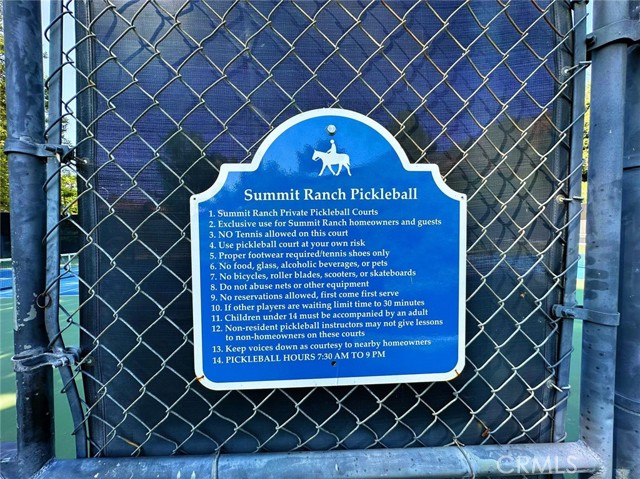 Summit Ranch Pickleball
1. Summit Ranch Private Pickleball Courts
2. Exclusive use for Summit Ranch homeowners and guests
3. NO Tennis allowed on this court
4. Use pickleball court at your own risk
5. Proper footwear required/tennis shoes only
6. No food, glass, alcoholic beverages, or pets
7. No bicycles, roller blades, scooters, or skateboards
8. Do not abuse nets or other equipment
9. No reservations allowed, first come first serve
10. If other players are waiting limit time to 30 minutes
11. Children under 14 must be accompanied by an adult
12. Non-resident pickleball instructors may not give lessons
to non-homeowners on these courts
13. Keep voices down as courtesy to nearby homeowners
14. PICKLEBALL HOURS 7:30 AM TO 9 PM
CRMLS